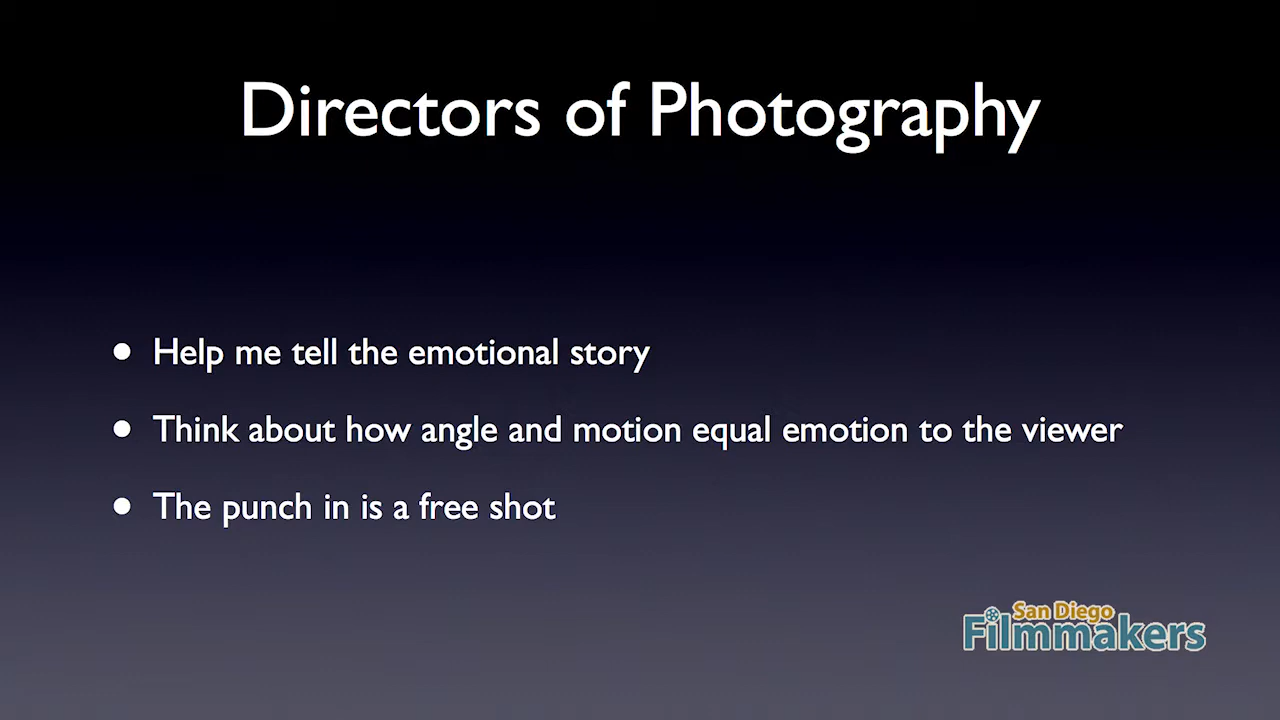 Directors of Photography
• Help me tell the emotional story
• Think about how angle and motion equal emotion to the viewer
• The punch in is a free shot
San Diego
Filmmakers